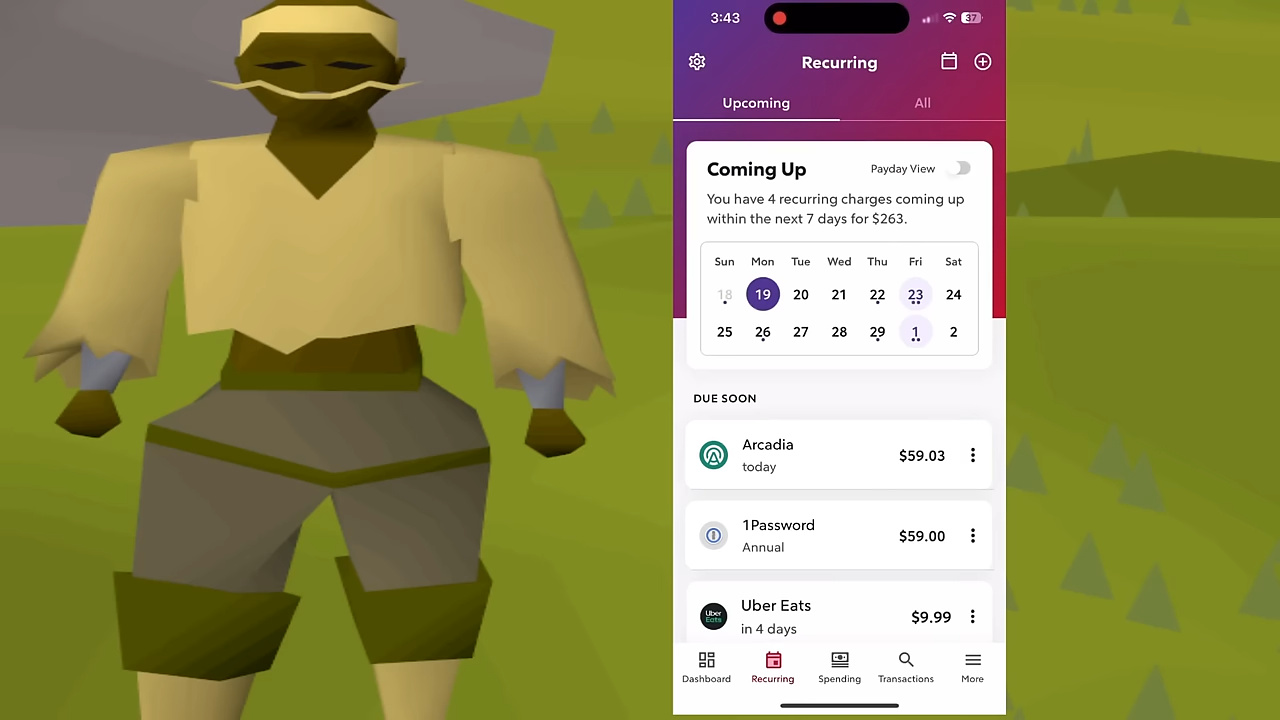 3:43
37
Recurring
Upcoming
All
Coming Up
Payday View
You have 4 recurring charges coming up
within the next 7 days for $263.
Sun Mon Tue Wed Thu Fri Sat
18 19 20 21 22 23 24
25 26 27 28 29 1 2
DUE SOON
Arcadia
today
$59.03
1Password
Annual
$59.00
Uber Eats
Uber Eats
in 4 days
$9.99
Dashboard
Recurring
Spending
Transactions
More